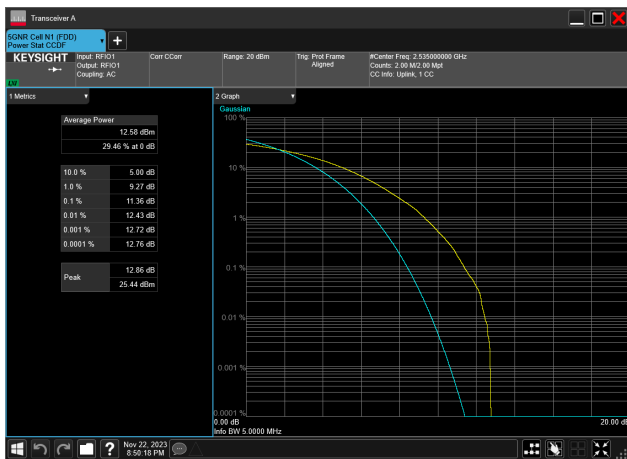 Transceiver A
5GNR Cell N1 (FDD)
Power Stat CCDF
KEYSIGHT
LV
Input: RFIO1
Output: RFIO1
Coupling: AC
Corr CCorr
Range: 20 dBm
Trig: Prot Frame
Aligned
#Center Freq: 2.535000000 GHz
Counts: 2.00 M/2.00 Mpt
CC Info: Uplink, 1 CC
1 Metrics
Average Power
12.58 dBm
29.46 % at 0 dB
10.0 % 5.00 dB
1.0 % 9.27 dB
0.1 % 11.36 dB
0.01 % 12.43 dB
0.001 % 12.72 dB
0.0001 % 12.76 dB
Peak 12.86 dB
25.44 dBm
2 Graph
Gaussian
100 %
10 %
1 %
0.1 %
0.01 %
0.001 %
0.0001 %
0.00 dB 20.00 dB
Info BW 5.0000 MHz
Nov 22, 2023
8:50:18 PM